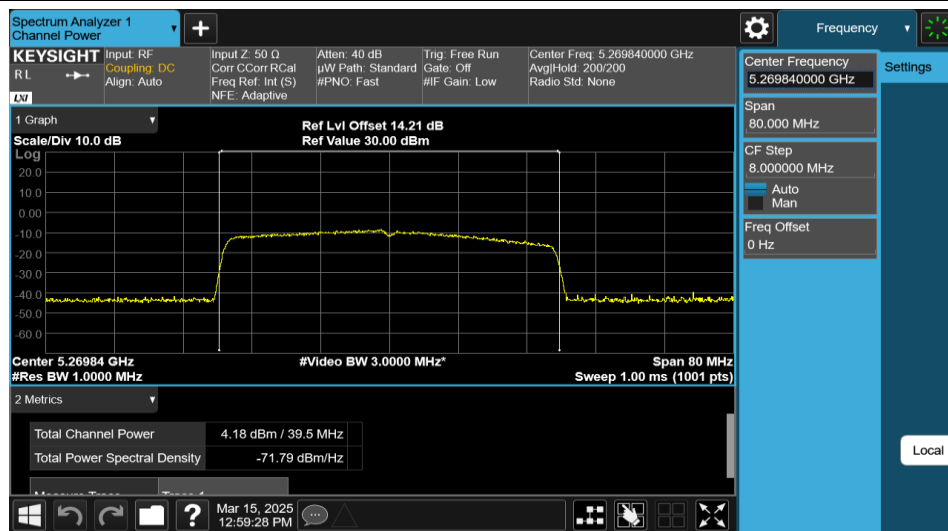 Spectrum Analyzer 1
Channel Power
+
Frequency
KEYSIGHT
RL
LXI
Input: RF
Coupling: DC
Align: Auto
Input Z: 50 Ω
Corr CCorr RCal
Freq Ref: Int (S)
NFE: Adaptive
Atten: 40 dB
µW Path: Standard
#PNO: Fast
Trig: Free Run
Gate: Off
#IF Gain: Low
Center Freq: 5.269840000 GHz
Avg|Hold: 200/200
Radio Std: None
Center Frequency
5.269840000 GHz
Settings
Span
80.000 MHz
CF Step
8.000000 MHz
Auto
Man
Freq Offset
0 Hz
Local
1 Graph
Scale/Div 10.0 dB
Ref Lvl Offset 14.21 dB
Ref Value 30.00 dBm
Log
20.0
10.0
0.00
-10.0
-20.0
-30.0
-40.0
-50.0
-60.0
Center 5.26984 GHz
#Video BW 3.0000 MHz*
Span 80 MHz
#Res BW 1.0000 MHz
Sweep 1.00 ms (1001 pts)
2 Metrics
Total Channel Power 4.18 dBm / 39.5 MHz
Total Power Spectral Density -71.79 dBm/Hz
?
Mar 15, 2025
12:59:28 PM